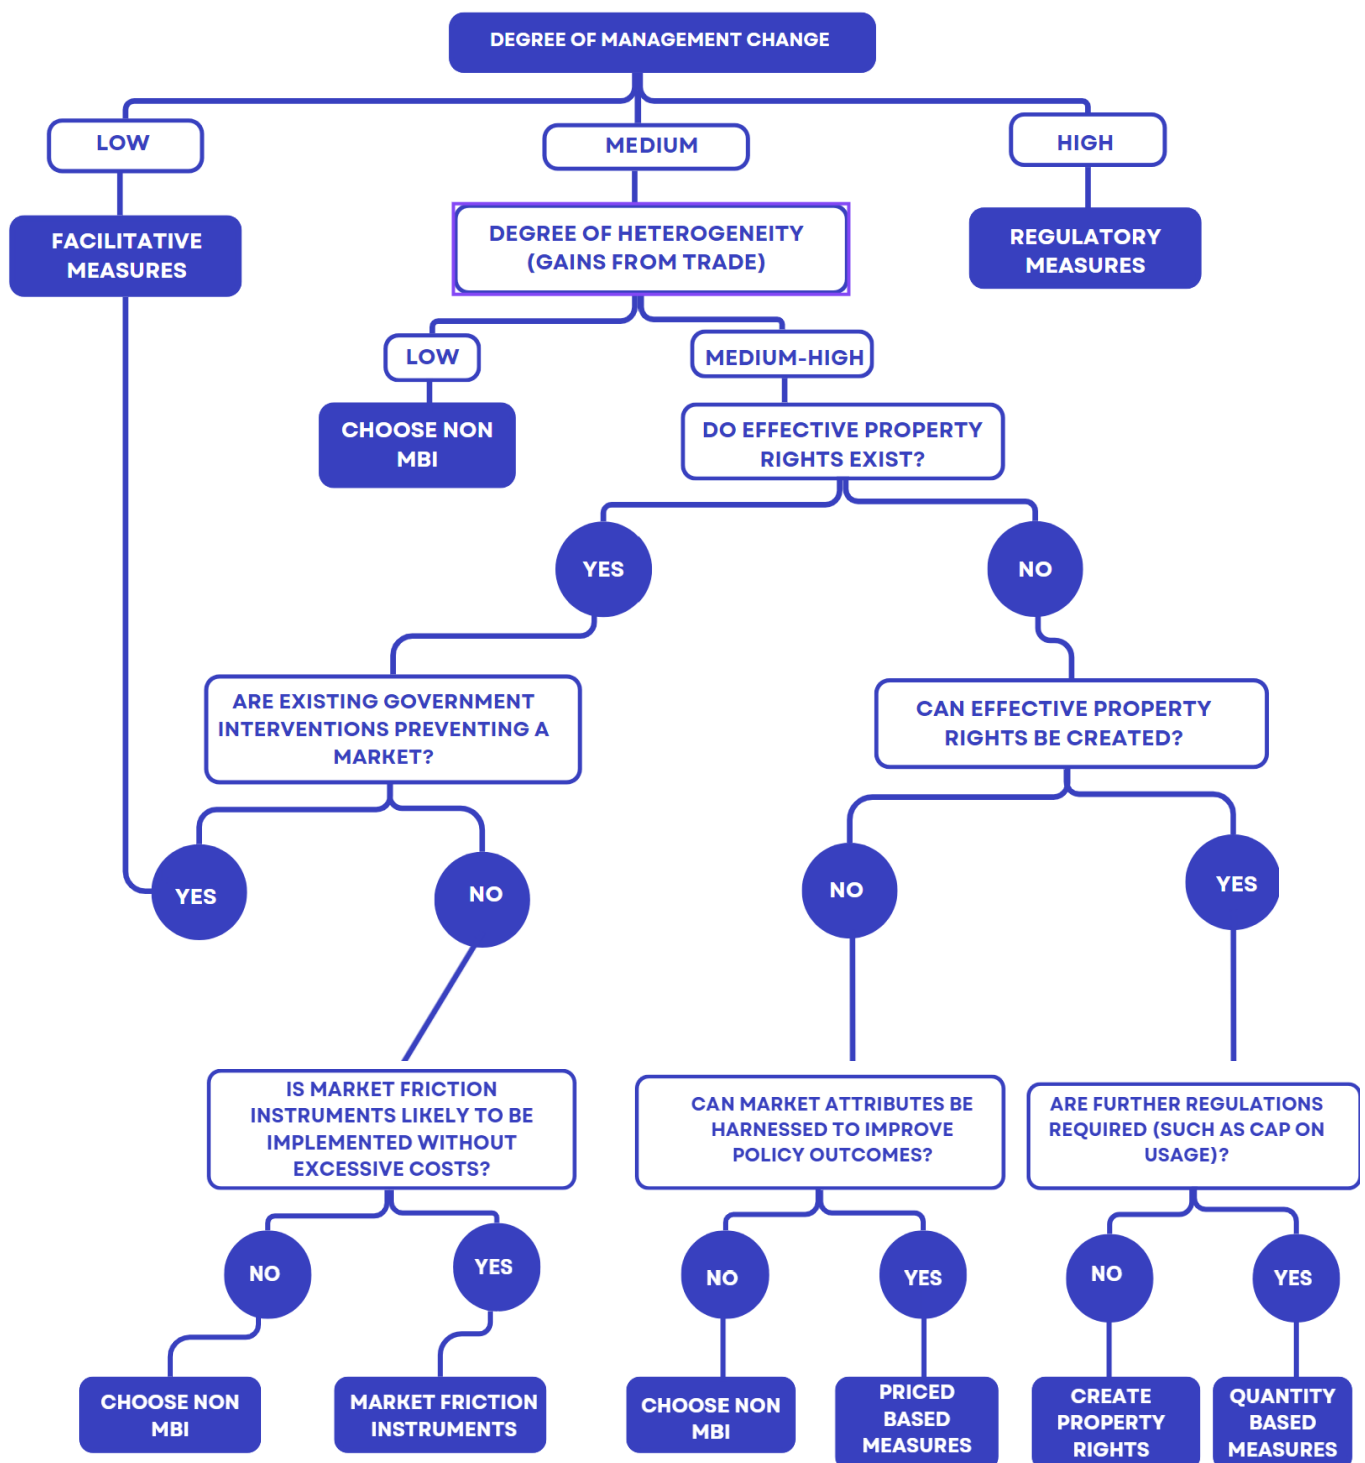 DEGREE OF MANAGEMENT CHANGE
LOW
MEDIUM
HIGH
FACILITATIVE
MEASURES
DEGREE OF HETEROGENEITY
(GAINS FROM TRADE)
REGULATORY
MEASURES
LOW
MEDIUM-HIGH
CHOOSE NON
MBI
DO EFFECTIVE PROPERTY
RIGHTS EXIST?
YES
NO
ARE EXISTING GOVERNMENT
INTERVENTIONS PREVENTING A
MARKET?
CAN EFFECTIVE PROPERTY
RIGHTS BE CREATED?
YES
NO
NO
YES
IS MARKET FRICTION
INSTRUMENTS LIKELY TO BE
IMPLEMENTED WITHOUT
EXCESSIVE COSTS?
CAN MARKET ATTRIBUTES BE
HARNESSED TO IMPROVE
POLICY OUTCOMES?
ARE FURTHER REGULATIONS
REQUIRED (SUCH AS CAP ON
USAGE)?
NO
YES
NO
YES
NO
YES
CHOOSE NON
MBI
MARKET FRICTION
INSTRUMENTS
CHOOSE NON
MBI
PRICED
BASED
MEASURES
CREATE
PROPERTY
RIGHTS
QUANTITY
BASED
MEASURES